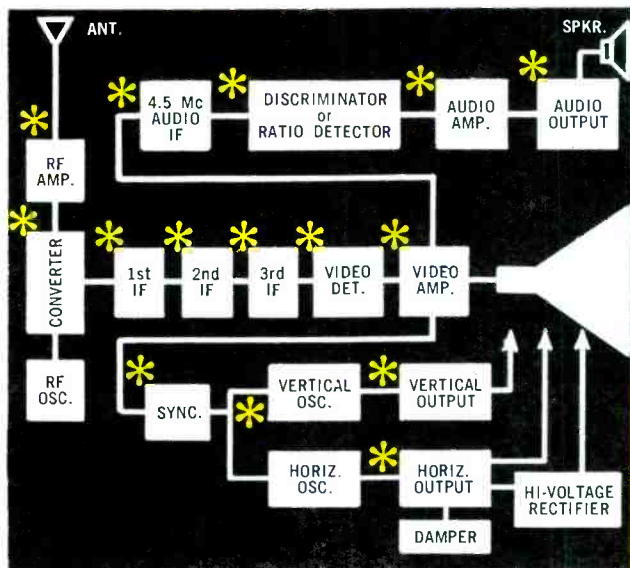 ANT.
SPKR.
4.5 Mc
AUDIO
IF
DISCRIMINATOR
or
RATIO DETECTOR
AUDIO
AMP.
AUDIO
OUTPUT
RF
AMP.
CONVERTER
1st
IF
2nd
IF
3rd
IF
VIDEO
DET.
VIDEO
AMP.
RF
OSC.
SYNC.
VERTICAL
OSC.
VERTICAL
OUTPUT
HORIZ.
OSC.
HORIZ.
OUTPUT
HI-VOLTAGE
RECTIFIER
DAMPER